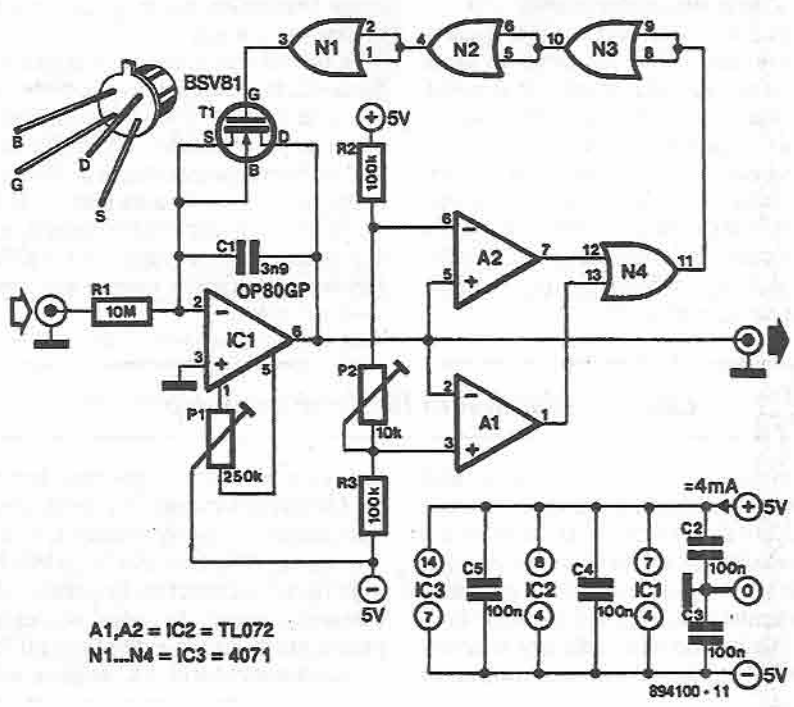 3
N1
2
1
4
N2
6
5
10
N3
9
8
BSV81
G
T1
S
D
B
B
G
D
S
+
5V
R2
100k
C1
3n9
OP80GP
R1
10M
2
−
IC1
6
3
+
5
1
P1
250k
6
−
A2
7
5
+
12
13
N4
11
P2
10k
2
−
A1
1
3
+
R3
100k
−
5V
=4mA
+
5V
C2
100n
14
IC3
7
C5
100n
8
IC2
4
C4
100n
7
IC1
4
0
C3
100n
−
5V
A1,A2 = IC2 = TL072
N1...N4 = IC3 = 4071
894100 - 11